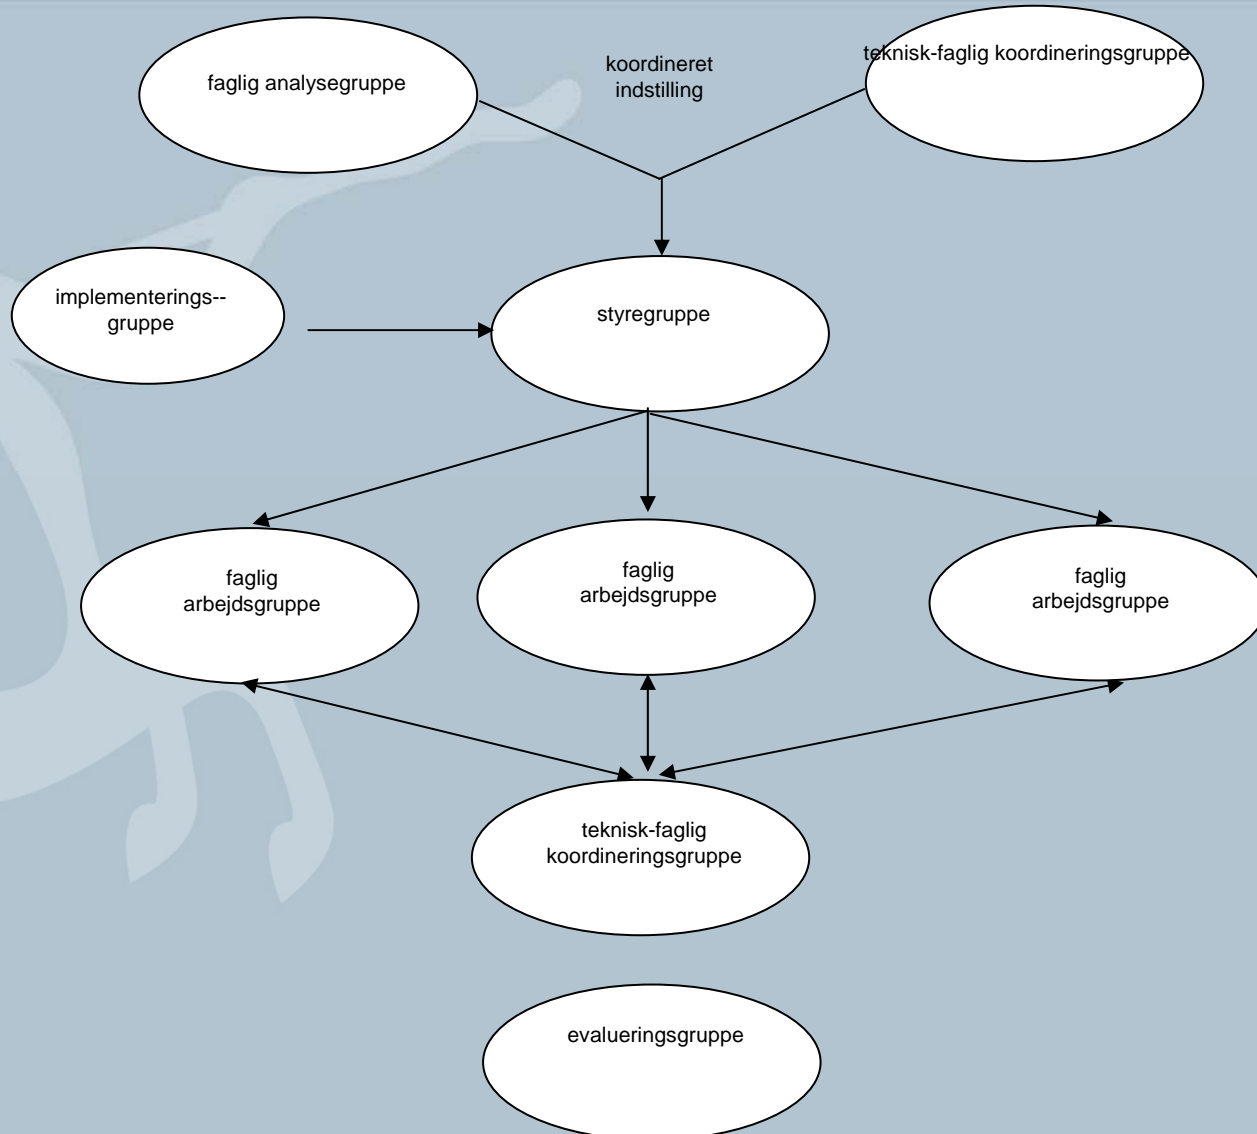 faglig analysegruppe
koordineret
indstilling
teknisk-faglig koordineringsgruppe
implementerings--
gruppe
styregruppe
faglig
arbejdsgruppe
faglig
arbejdsgruppe
faglig
arbejdsgruppe
teknisk-faglig
koordineringsgruppe
evalueringsgruppe